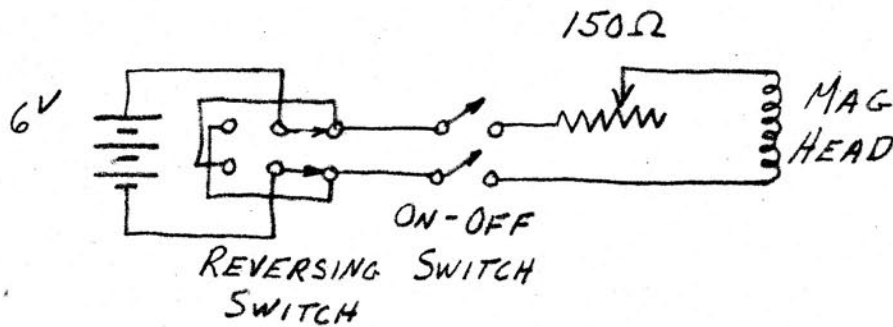 150Ω
6V
MAG
HEAD
ON-OFF
SWITCH
REVERSING
SWITCH